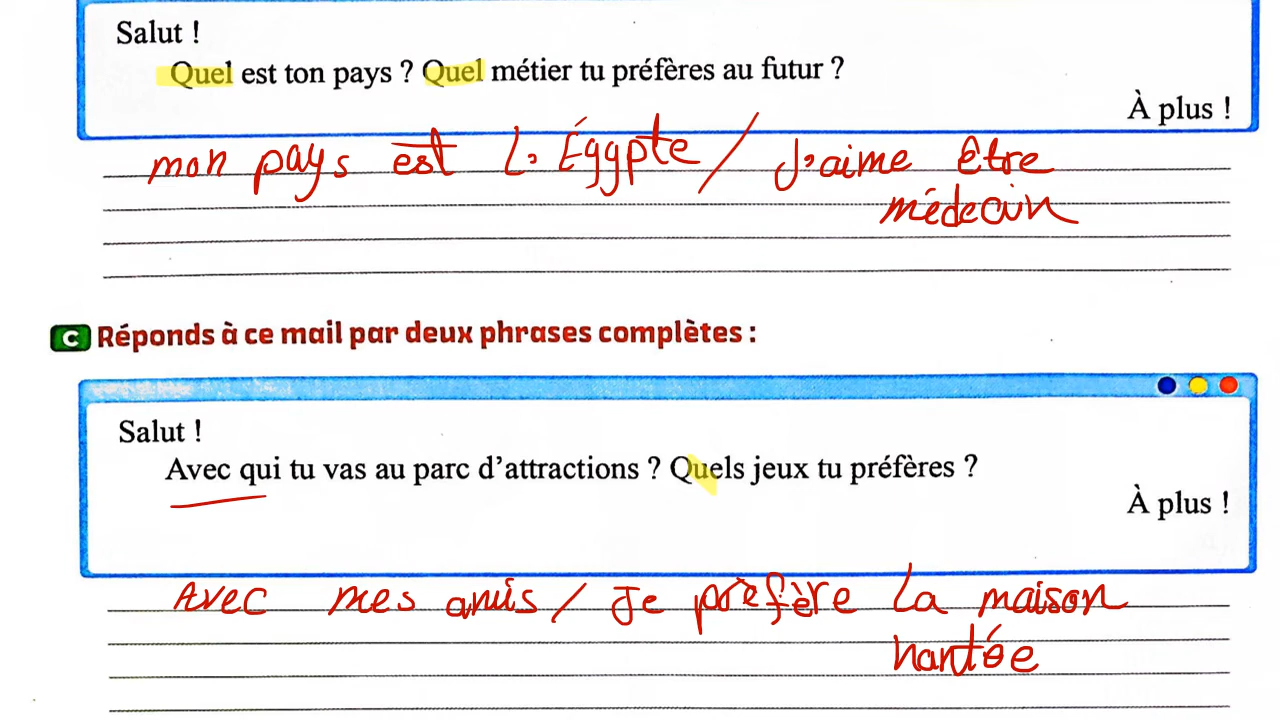 Salut !
Quel est ton pays ? Quel métier tu préfères au futur ?
À plus !
mon pays est L'Égypte / J'aime être
médecin
C Réponds à ce mail par deux phrases complètes :
Salut !
Avec qui tu vas au parc d'attractions ? Quels jeux tu préfères ?
À plus !
Avec mes amis / Je préfère la maison
hantée